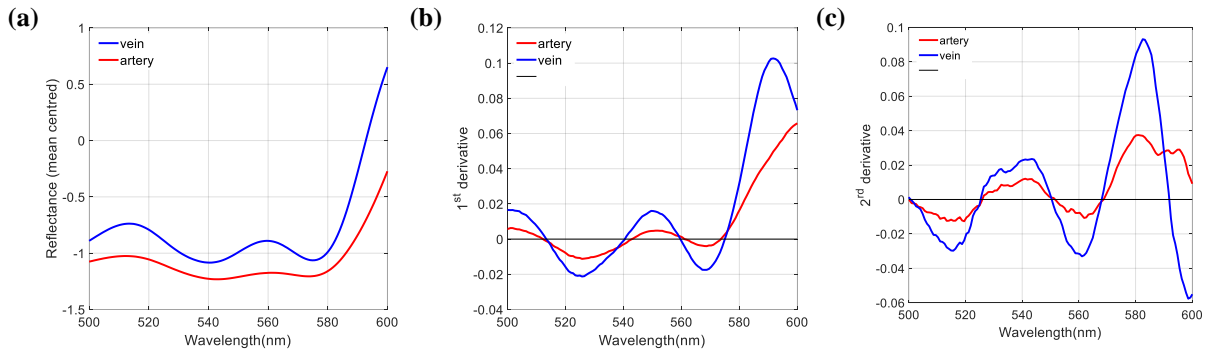 (a)
1
0.5
0
-0.5
-1
-1.5
Reflectance (mean centred)
vein
artery
500 520 540 560 580 600
Wavelength(nm)
(b)
0.12
0.1
0.08
0.06
0.04
0.02
0
-0.02
-0.04
1st derivative
artery
vein
500 520 540 560 580 600
Wavelength(nm)
(c)
0.1
0.08
0.06
0.04
0.02
0
-0.02
-0.04
-0.06
2rd derivative
artery
vein
500 520 540 560 580 600
Wavelength(nm)